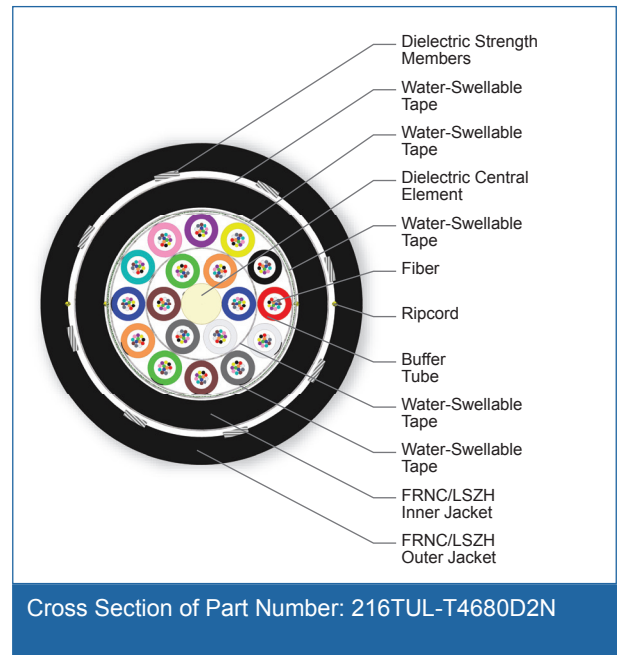 Dielectric Strength
Members
Water-Swellable
Tape
Water-Swellable
Tape
Dielectric Central
Element
Water-Swellable
Tape
Fiber
Ripcord
Buffer
Tube
Water-Swellable
Tape
Water-Swellable
Tape
FRNC/LSZH
Inner Jacket
FRNC/LSZH
Outer Jacket
Cross Section of Part Number: 216TUL-T4680D2N